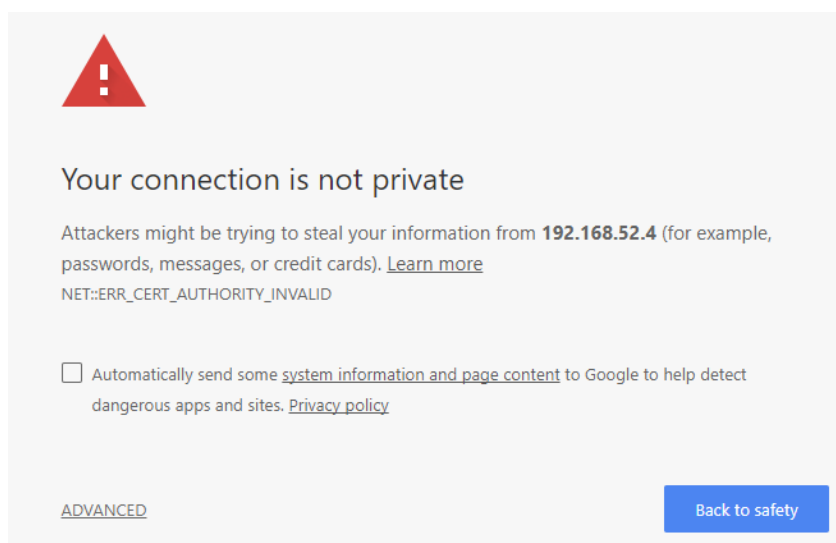 Your connection is not private
Attackers might be trying to steal your information from 192.168.52.4 (for example,
passwords, messages, or credit cards). Learn more
NET::ERR_CERT_AUTHORITY_INVALID
Automatically send some system information and page content to Google to help detect
dangerous apps and sites. Privacy policy
ADVANCED
Back to safety